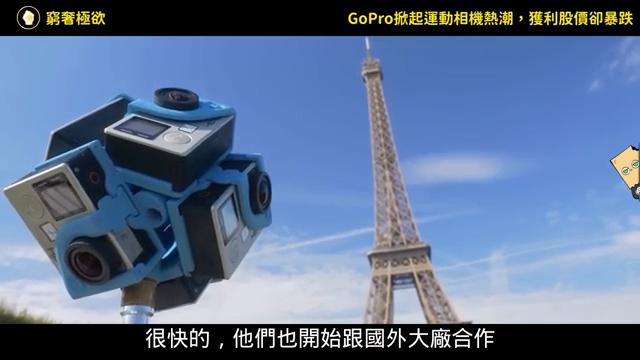 窮奢極欲
GoPro掀起運動相機熱潮，獲利股價卻暴跌
很快的，他們也開始跟國外大廠合作